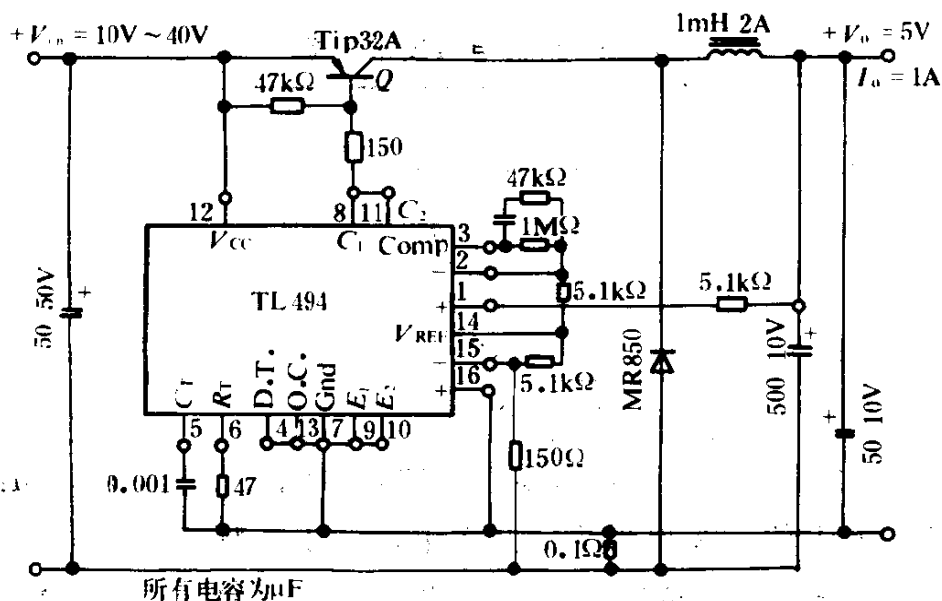 +V_in = 10V~40V
Tip32A
Q
47kΩ
150
1mH 2A
+V_o = 5V
I_o = 1A
12
8
11
C₂
V_CC
C₁
Comp
3
2
1
14
15
16
−
+
V_REF
−
+
TL494
47kΩ
1MΩ
5.1kΩ
5.1kΩ
5.1kΩ
50 50V
+
C_T
R_T
D.T.
O.C.
Gnd
E₁
E₂
5
6
4
13
7
9
10
0.001
47
150Ω
0.1Ω
MR850
500 10V
+
50 10V
+
所有电容为μF